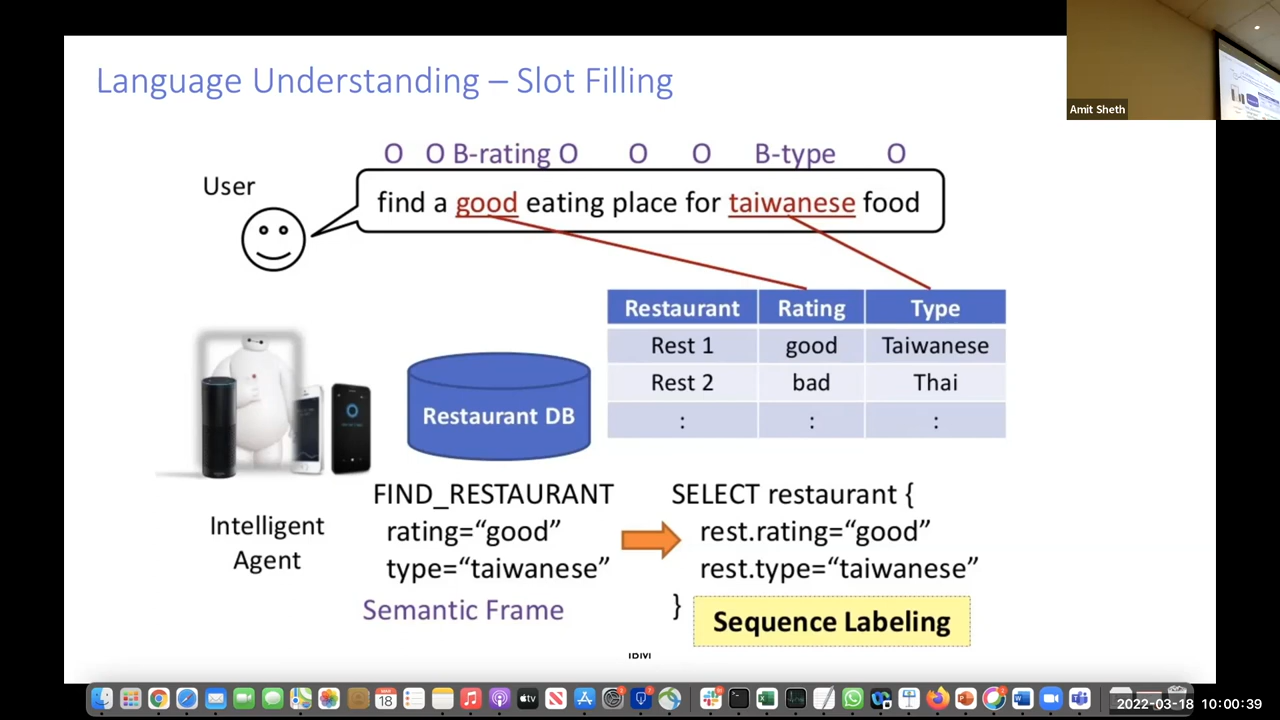 Language Understanding – Slot Filling
Amit Sheth
O O B-rating O O O B-type O
User
find a good eating place for taiwanese food
Restaurant Rating Type
Rest 1 good Taiwanese
Rest 2 bad Thai
: : :
Restaurant DB
FIND_RESTAURANT
rating=“good”
type=“taiwanese”
Semantic Frame
SELECT restaurant {
rest.rating=“good”
rest.type=“taiwanese”
}
Intelligent
Agent
Sequence Labeling
tv
18
2022-03-18 10:00:39